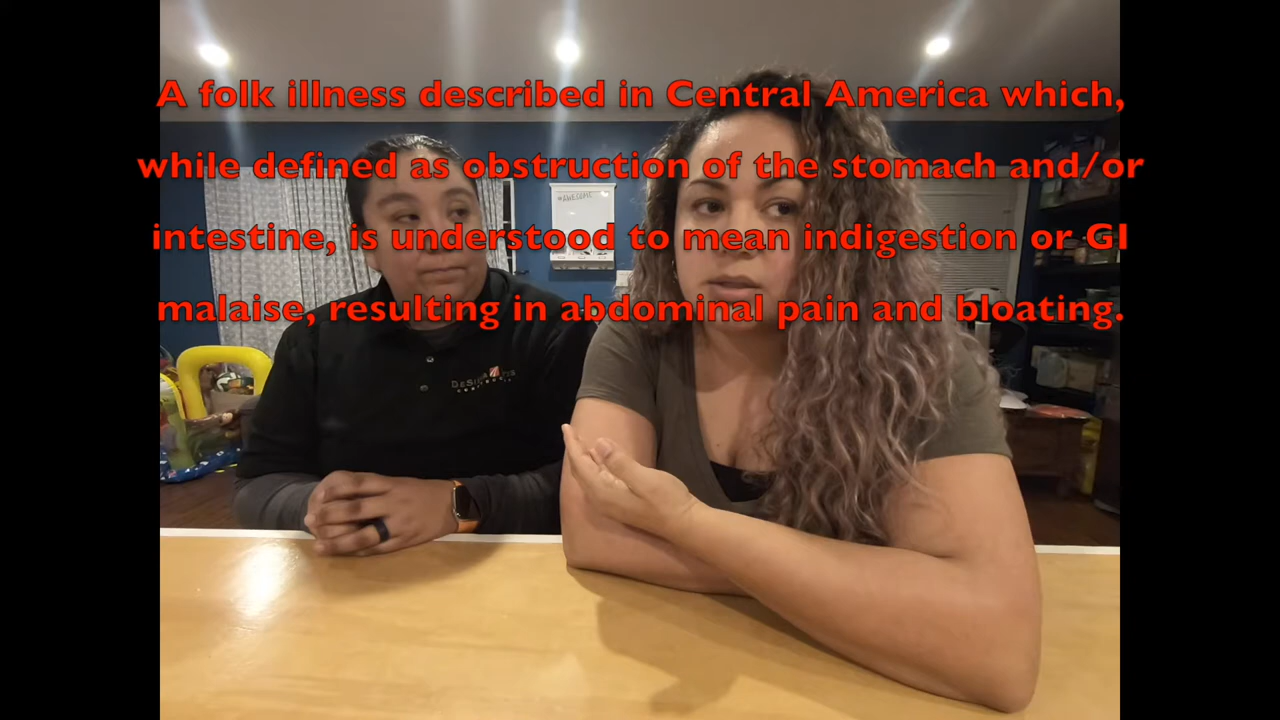 A folk illness described in Central America which,
while defined as obstruction of the stomach and/or
intestine, is understood to mean indigestion or GI
malaise, resulting in abdominal pain and bloating.
#AWESOME